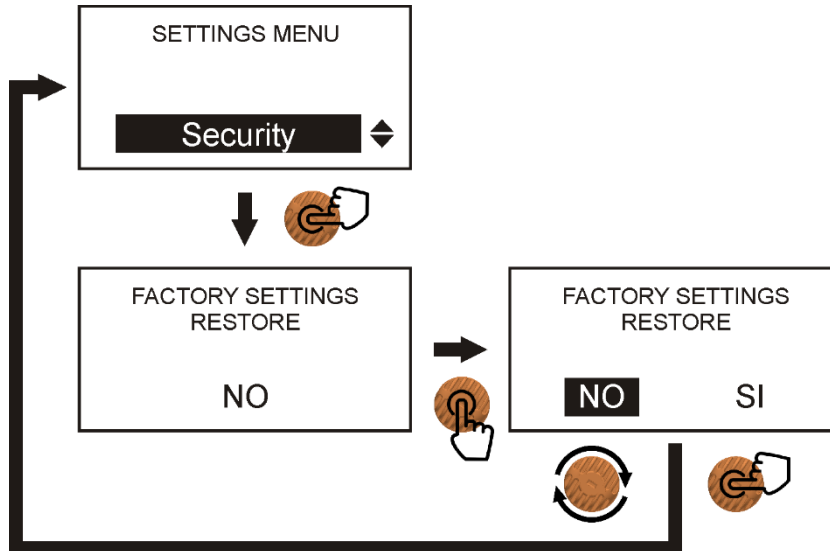 SETTINGS MENU
Security
FACTORY SETTINGS
RESTORE
NO
FACTORY SETTINGS
RESTORE
NO SI